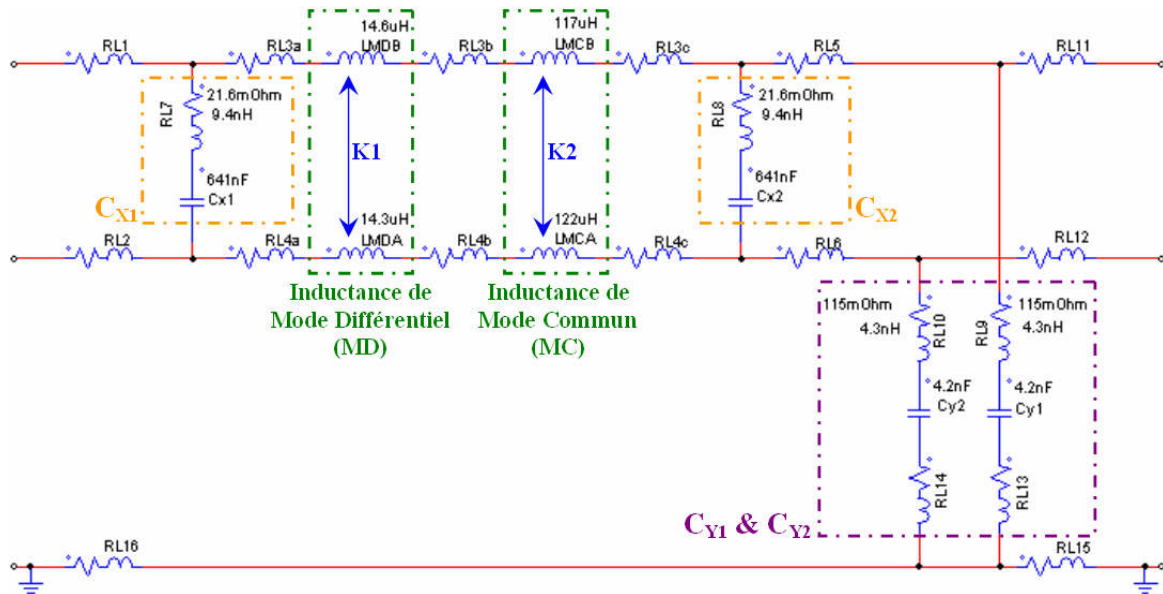 14.6uH
117uH
RL1
RL3a
LMDB
RL3b
LMCB
RL3c
RL5
RL11
RL7
21.6mOhm
9.4nH
641nF
Cx1
CX1
K1
K2
RL8
21.6mOhm
9.4nH
641nF
Cx2
CX2
14.3uH
122uH
RL2
RL4a
LMDA
RL4b
LMCA
RL4c
RL6
RL12
Inductance de
Mode Différentiel
(MD)
Inductance de
Mode Commun
(MC)
115mOhm
4.3nH
RL10
RL9
115mOhm
4.3nH
4.2nF
Cy2
4.2nF
Cy1
RL14
RL13
CY1 & CY2
RL16
RL15